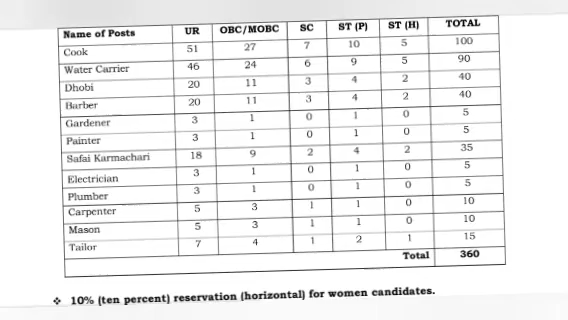 Name of Posts UR OBC/MOBC SC ST (P) ST (H) TOTAL
Cook 51 27 7 10 5 100
Water Carrier 46 24 6 9 5 90
Dhobi 20 11 3 4 2 40
Barber 20 11 3 4 2 40
Gardener 3 1 0 1 0 5
Painter 3 1 0 1 0 5
Safai Karmachari 18 9 2 4 2 35
Electrician 3 1 0 1 0 5
Plumber 3 1 0 1 0 5
Carpenter 5 3 1 1 0 10
Mason 5 3 1 1 0 10
Tailor 7 4 1 2 1 15
Total 360
❖ 10% (ten percent) reservation (horizontal) for women candidates.